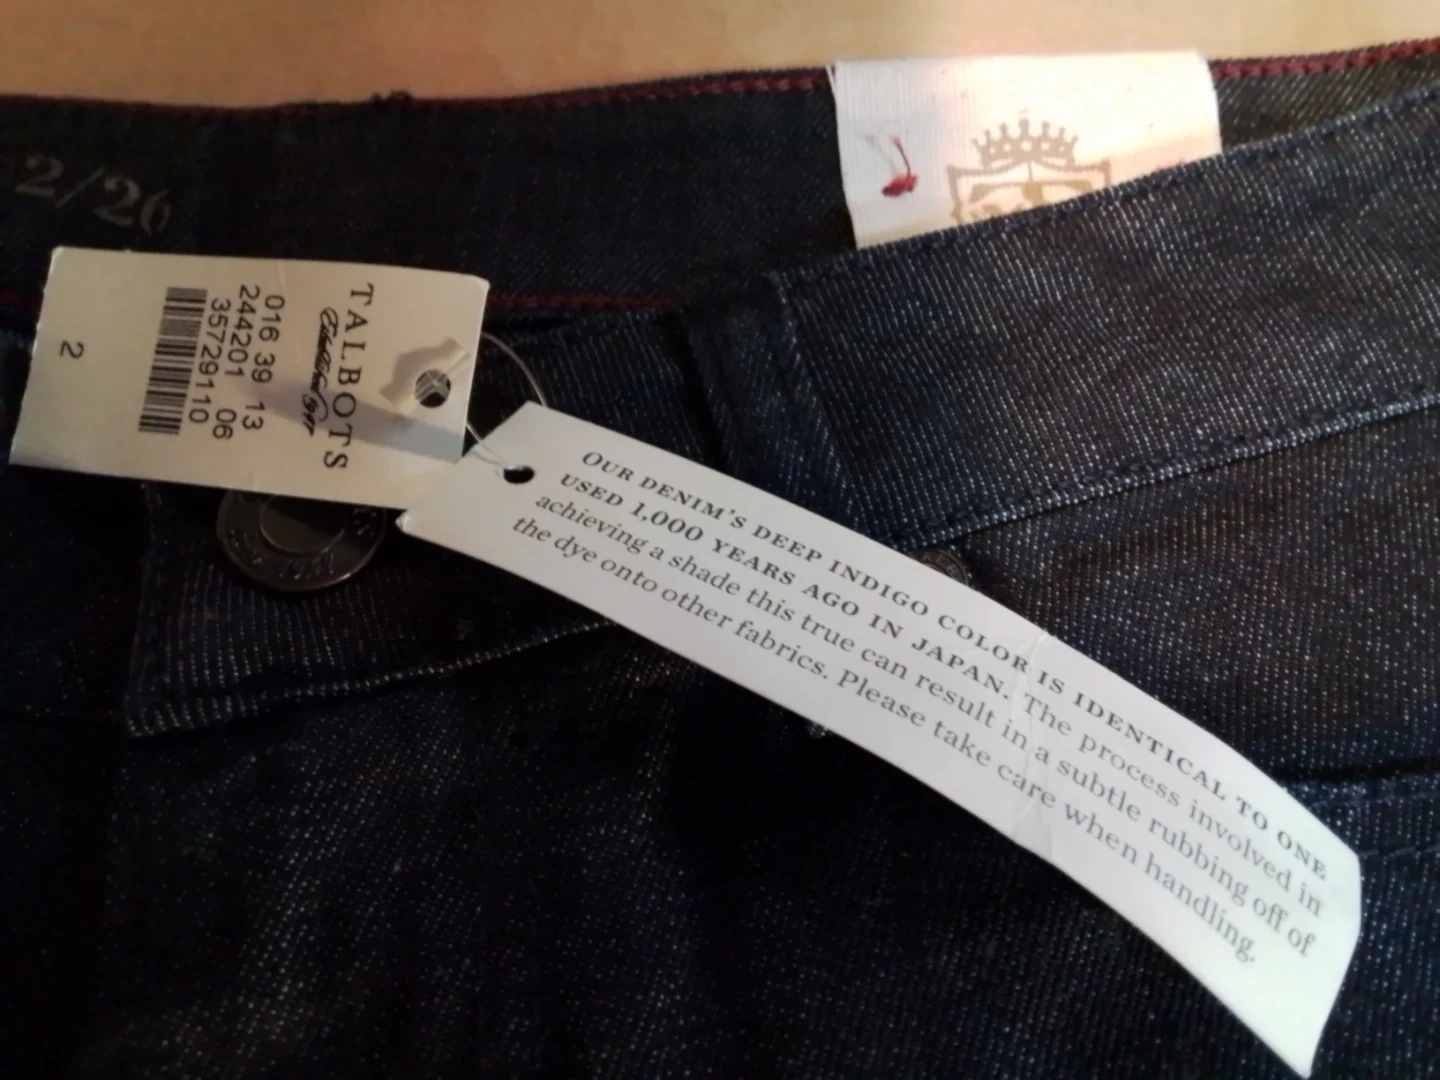 2/26
TALBOTS
Established 1947
016 39 13
244201 06
35729110
2
OUR DENIM'S DEEP INDIGO COLOR IS IDENTICAL TO ONE
USED 1,000 YEARS AGO IN JAPAN. The process involved in
achieving a shade this true can result in a subtle rubbing off of
the dye onto other fabrics. Please take care when handling.